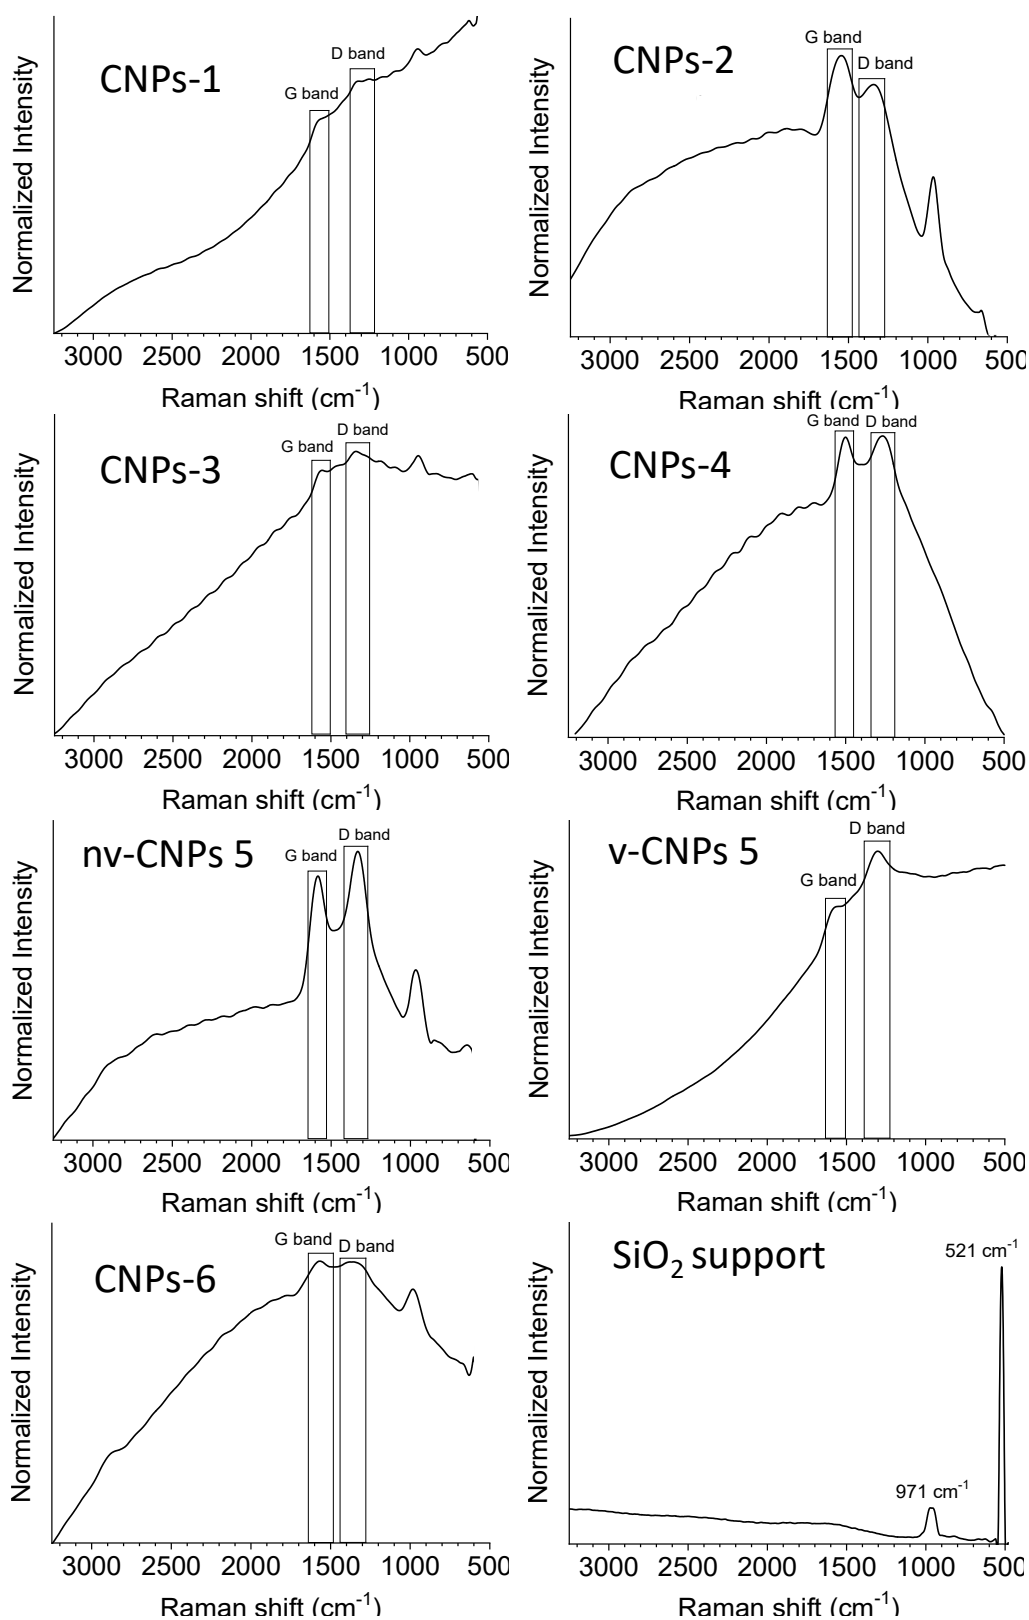 CNPs-1
G band
D band
Normalized Intensity
3000 2500 2000 1500 1000 500
Raman shift (cm-1)
CNPs-2
G band
D band
Normalized Intensity
3000 2500 2000 1500 1000 500
Raman shift (cm-1)
CNPs-3
G band
D band
Normalized Intensity
3000 2500 2000 1500 1000 500
Raman shift (cm-1)
CNPs-4
G band
D band
Normalized Intensity
3000 2500 2000 1500 1000 500
Raman shift (cm-1)
nv-CNPs 5
G band
D band
Normalized Intensity
3000 2500 2000 1500 1000 500
Raman shift (cm-1)
v-CNPs 5
G band
D band
Normalized Intensity
3000 2500 2000 1500 1000 500
Raman shift (cm-1)
CNPs-6
G band
D band
Normalized Intensity
3000 2500 2000 1500 1000 500
Raman shift (cm-1)
SiO2 support
521 cm-1
971 cm-1
Normalized Intensity
3000 2500 2000 1500 1000 500
Raman shift (cm-1)